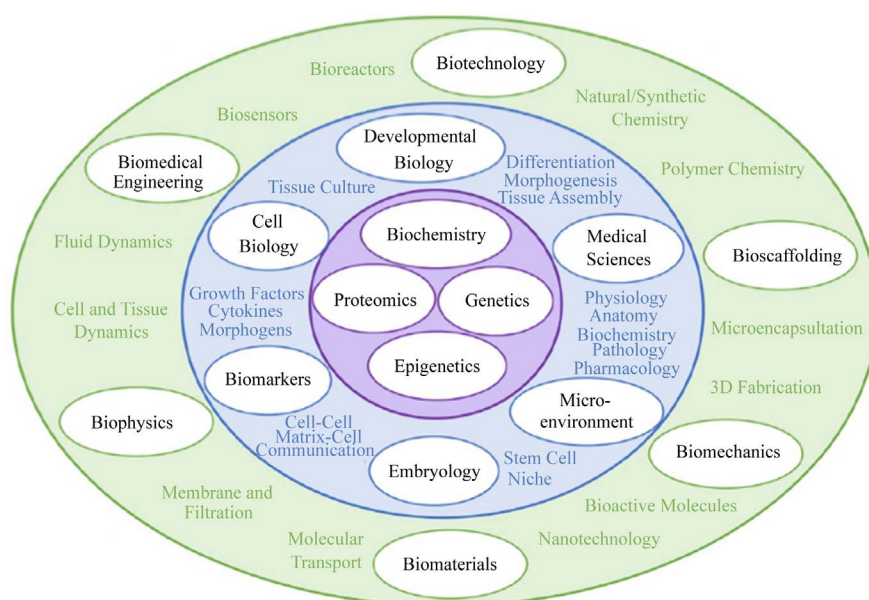 Bioreactors
Biotechnology
Natural/Synthetic
Chemistry
Biosensors
Developmental
Biology
Biomedical
Engineering
Tissue Culture
Differentiation
Morphogenesis
Tissue Assembly
Polymer Chemistry
Fluid Dynamics
Cell
Biology
Biochemistry
Medical
Sciences
Bioscaffolding
Cell and Tissue
Dynamics
Growth Factors
Cytokines
Morphogens
Proteomics
Genetics
Physiology
Anatomy
Biochemistry
Pathology
Pharmacology
Microencapsultation
Biomarkers
Epigenetics
3D Fabrication
Biophysics
Cell-Cell
Matrix-Cell
Communication
Micro-
environment
Biomechanics
Embryology
Stem Cell
Niche
Membrane and
Filtration
Bioactive Molecules
Molecular
Transport
Biomaterials
Nanotechnology